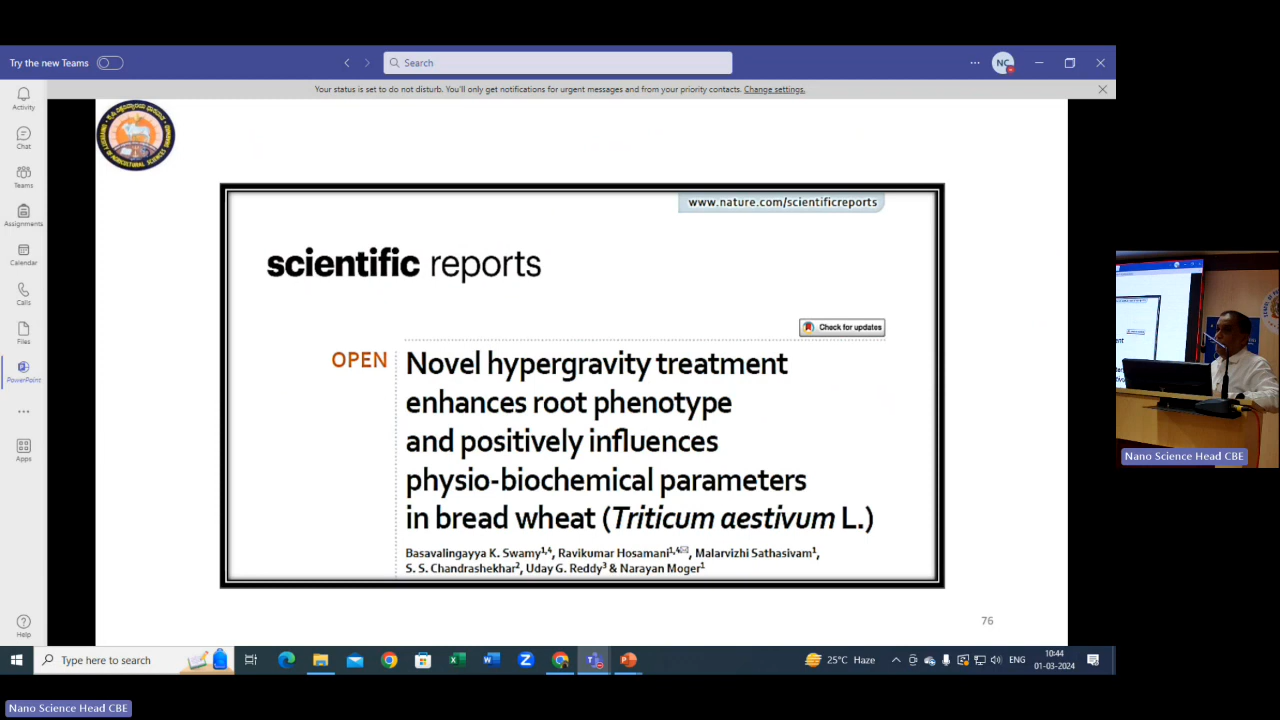 Try the new Teams
Search
NC
Your status is set to do not disturb. You'll only get notifications for urgent messages and from your priority contacts. Change settings.
Activity
Chat
Teams
Assignments
Calendar
Calls
Files
PowerPoint
Apps
Help
www.nature.com/scientificreports
scientific reports
Check for updates
OPEN
Novel hypergravity treatment
enhances root phenotype
and positively influences
physio-biochemical parameters
in bread wheat (Triticum aestivum L.)
Basavalingayya K. Swamy1,4, Ravikumar Hosamani1,4✉, Malarvizhi Sathasivam1,
S. S. Chandrashekhar2, Uday G. Reddy3 & Narayan Moger1
76
Nano Science Head CBE
Type here to search
25°C Haze
ENG
10:44
01-03-2024
Nano Science Head CBE